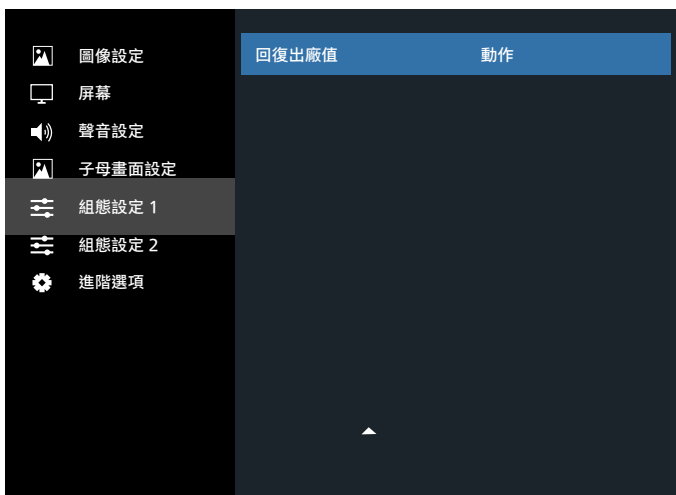 圖像設定
屏幕
聲音設定
子母畫面設定
組態設定 1
組態設定 2
進階選項
回復出廠值 動作